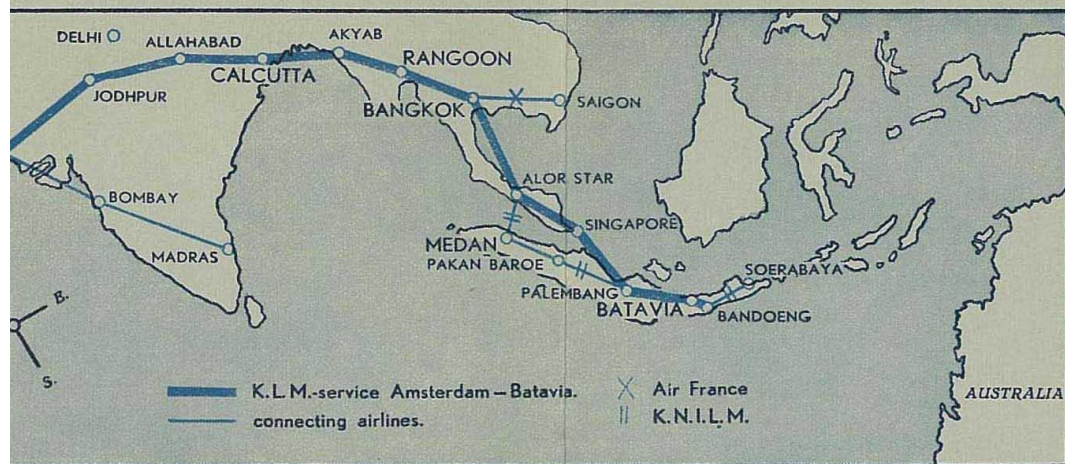 DELHI
ALLAHABAD
AKYAB
RANGOON
CALCUTTA
JODHPUR
BANGKOK
SAIGON
ALOR STAR
BOMBAY
SINGAPORE
MEDAN
MADRAS
PAKAN BAROE
SOERABAYA
PALEMBANG
BATAVIA
BANDOENG
B.
S.
K.L.M.-service Amsterdam – Batavia.
connecting airlines.
Air France
K.N.I.L.M.
AUSTRALIA